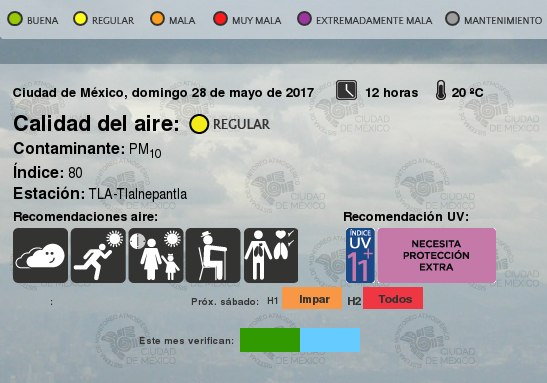 BUENA REGULAR MALA MUY MALA EXTREMADAMENTE MALA MANTENIMIENTO
Ciudad de México, domingo 28 de mayo de 2017 12 horas 20 ºC
Calidad del aire: REGULAR
Contaminante: PM10
Índice: 80
Estación: TLA-Tlalnepantla
Recomendaciones aire: Recomendación UV:
ÍNDICE
UV
11+
NECESITA
PROTECCIÓN
EXTRA
: Próx. sábado: H1 Impar H2 Todos
Este mes verifican:
CIUDAD
DE MÉXICO